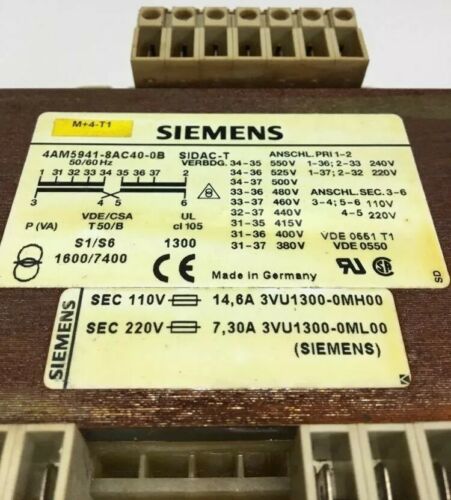 M+4-T1
SIEMENS
4AM5941-8AC40-0B SIDAC-T ANSCHL. PRI 1-2
50/60Hz VERBDG. 34-35 550V 1-36; 2-33 240V
1 31 32 33 34 35 37 2 34-36 525V 1-37; 2-32 220V
34-37 500V
33-36 480V ANSCHL. SEC. 3-6
33-37 460V 3-4; 5-6 110V
3 4 5 6 32-37 440V 4-5 220V
VDE/CSA UL 31-35 415V
P (VA) T50/B cl 105 31-36 400V VDE 0551 T1
S1/S6 1300 31-37 380V VDE 0550
1600/7400 CE Made in Germany
SD
SIEMENS
SEC 110V 14,6A 3VU1300-0MH00
SEC 220V 7,30A 3VU1300-0ML00
(SIEMENS)